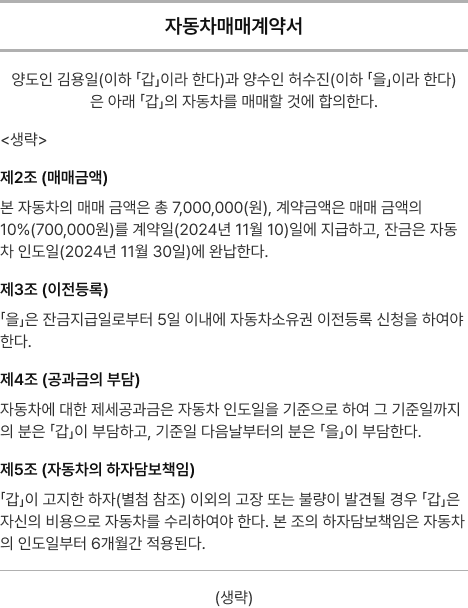 자동차매매계약서
양도인 김용일(이하 「갑」이라 한다)과 양수인 허수진(이하 「을」이라 한다)
은 아래 「갑」의 자동차를 매매할 것에 합의한다.
<생략>
제2조 (매매금액)
본 자동차의 매매 금액은 총 7,000,000(원), 계약금액은 매매 금액의
10%(700,000원)를 계약일(2024년 11월 10)일에 지급하고, 잔금은 자동
차 인도일(2024년 11월 30일)에 완납한다.
제3조 (이전등록)
「을」은 잔금지급일로부터 5일 이내에 자동차소유권 이전등록 신청을 하여야
한다.
제4조 (공과금의 부담)
자동차에 대한 제세공과금은 자동차 인도일을 기준으로 하여 그 기준일까지
의 분은 「갑」이 부담하고, 기준일 다음날부터의 분은 「을」이 부담한다.
제5조 (자동차의 하자담보책임)
「갑」이 고지한 하자(별첨 참조) 이외의 고장 또는 불량이 발견될 경우 「갑」은
자신의 비용으로 자동차를 수리하여야 한다. 본 조의 하자담보책임은 자동차
의 인도일부터 6개월간 적용된다.
(생략)